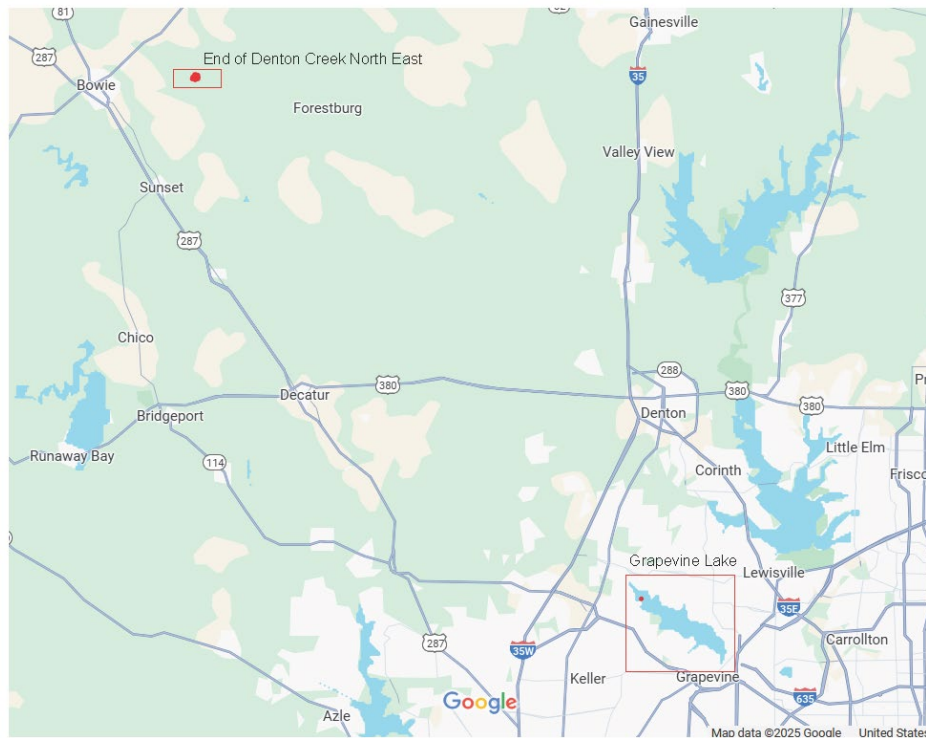 81
82
Gainesville
287
End of Denton Creek North East
Bowie
35
Forestburg
Valley View
Sunset
287
377
Chico
288
380
380
Decatur
Denton
380
Bridgeport
Runaway Bay
114
Corinth
Little Elm
Frisco
Grapevine Lake
Lewisville
35E
Carrollton
287
35W
Keller
Grapevine
635
Google
Azle
Map data ©2025 Google
United States